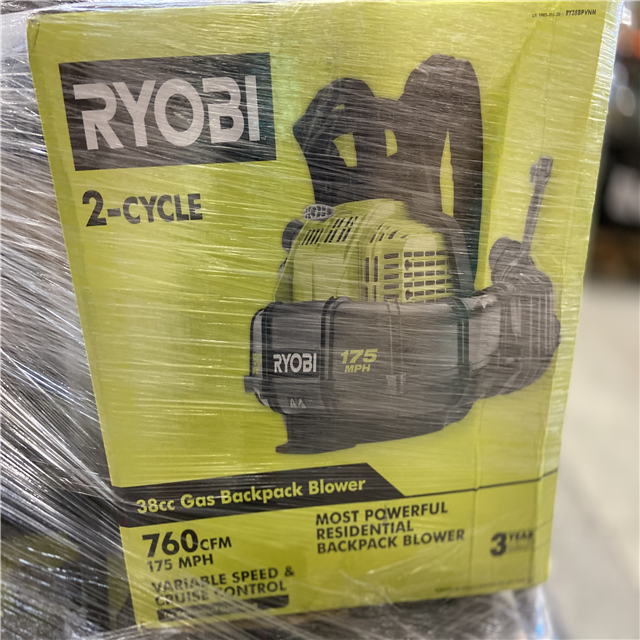 RY38BPVNM
RYOBI
2-CYCLE
RYOBI
175
MPH
38cc Gas Backpack Blower
760 CFM
175 MPH
VARIABLE SPEED &
CRUISE CONTROL
MOST POWERFUL
RESIDENTIAL
BACKPACK BLOWER
3 YEAR